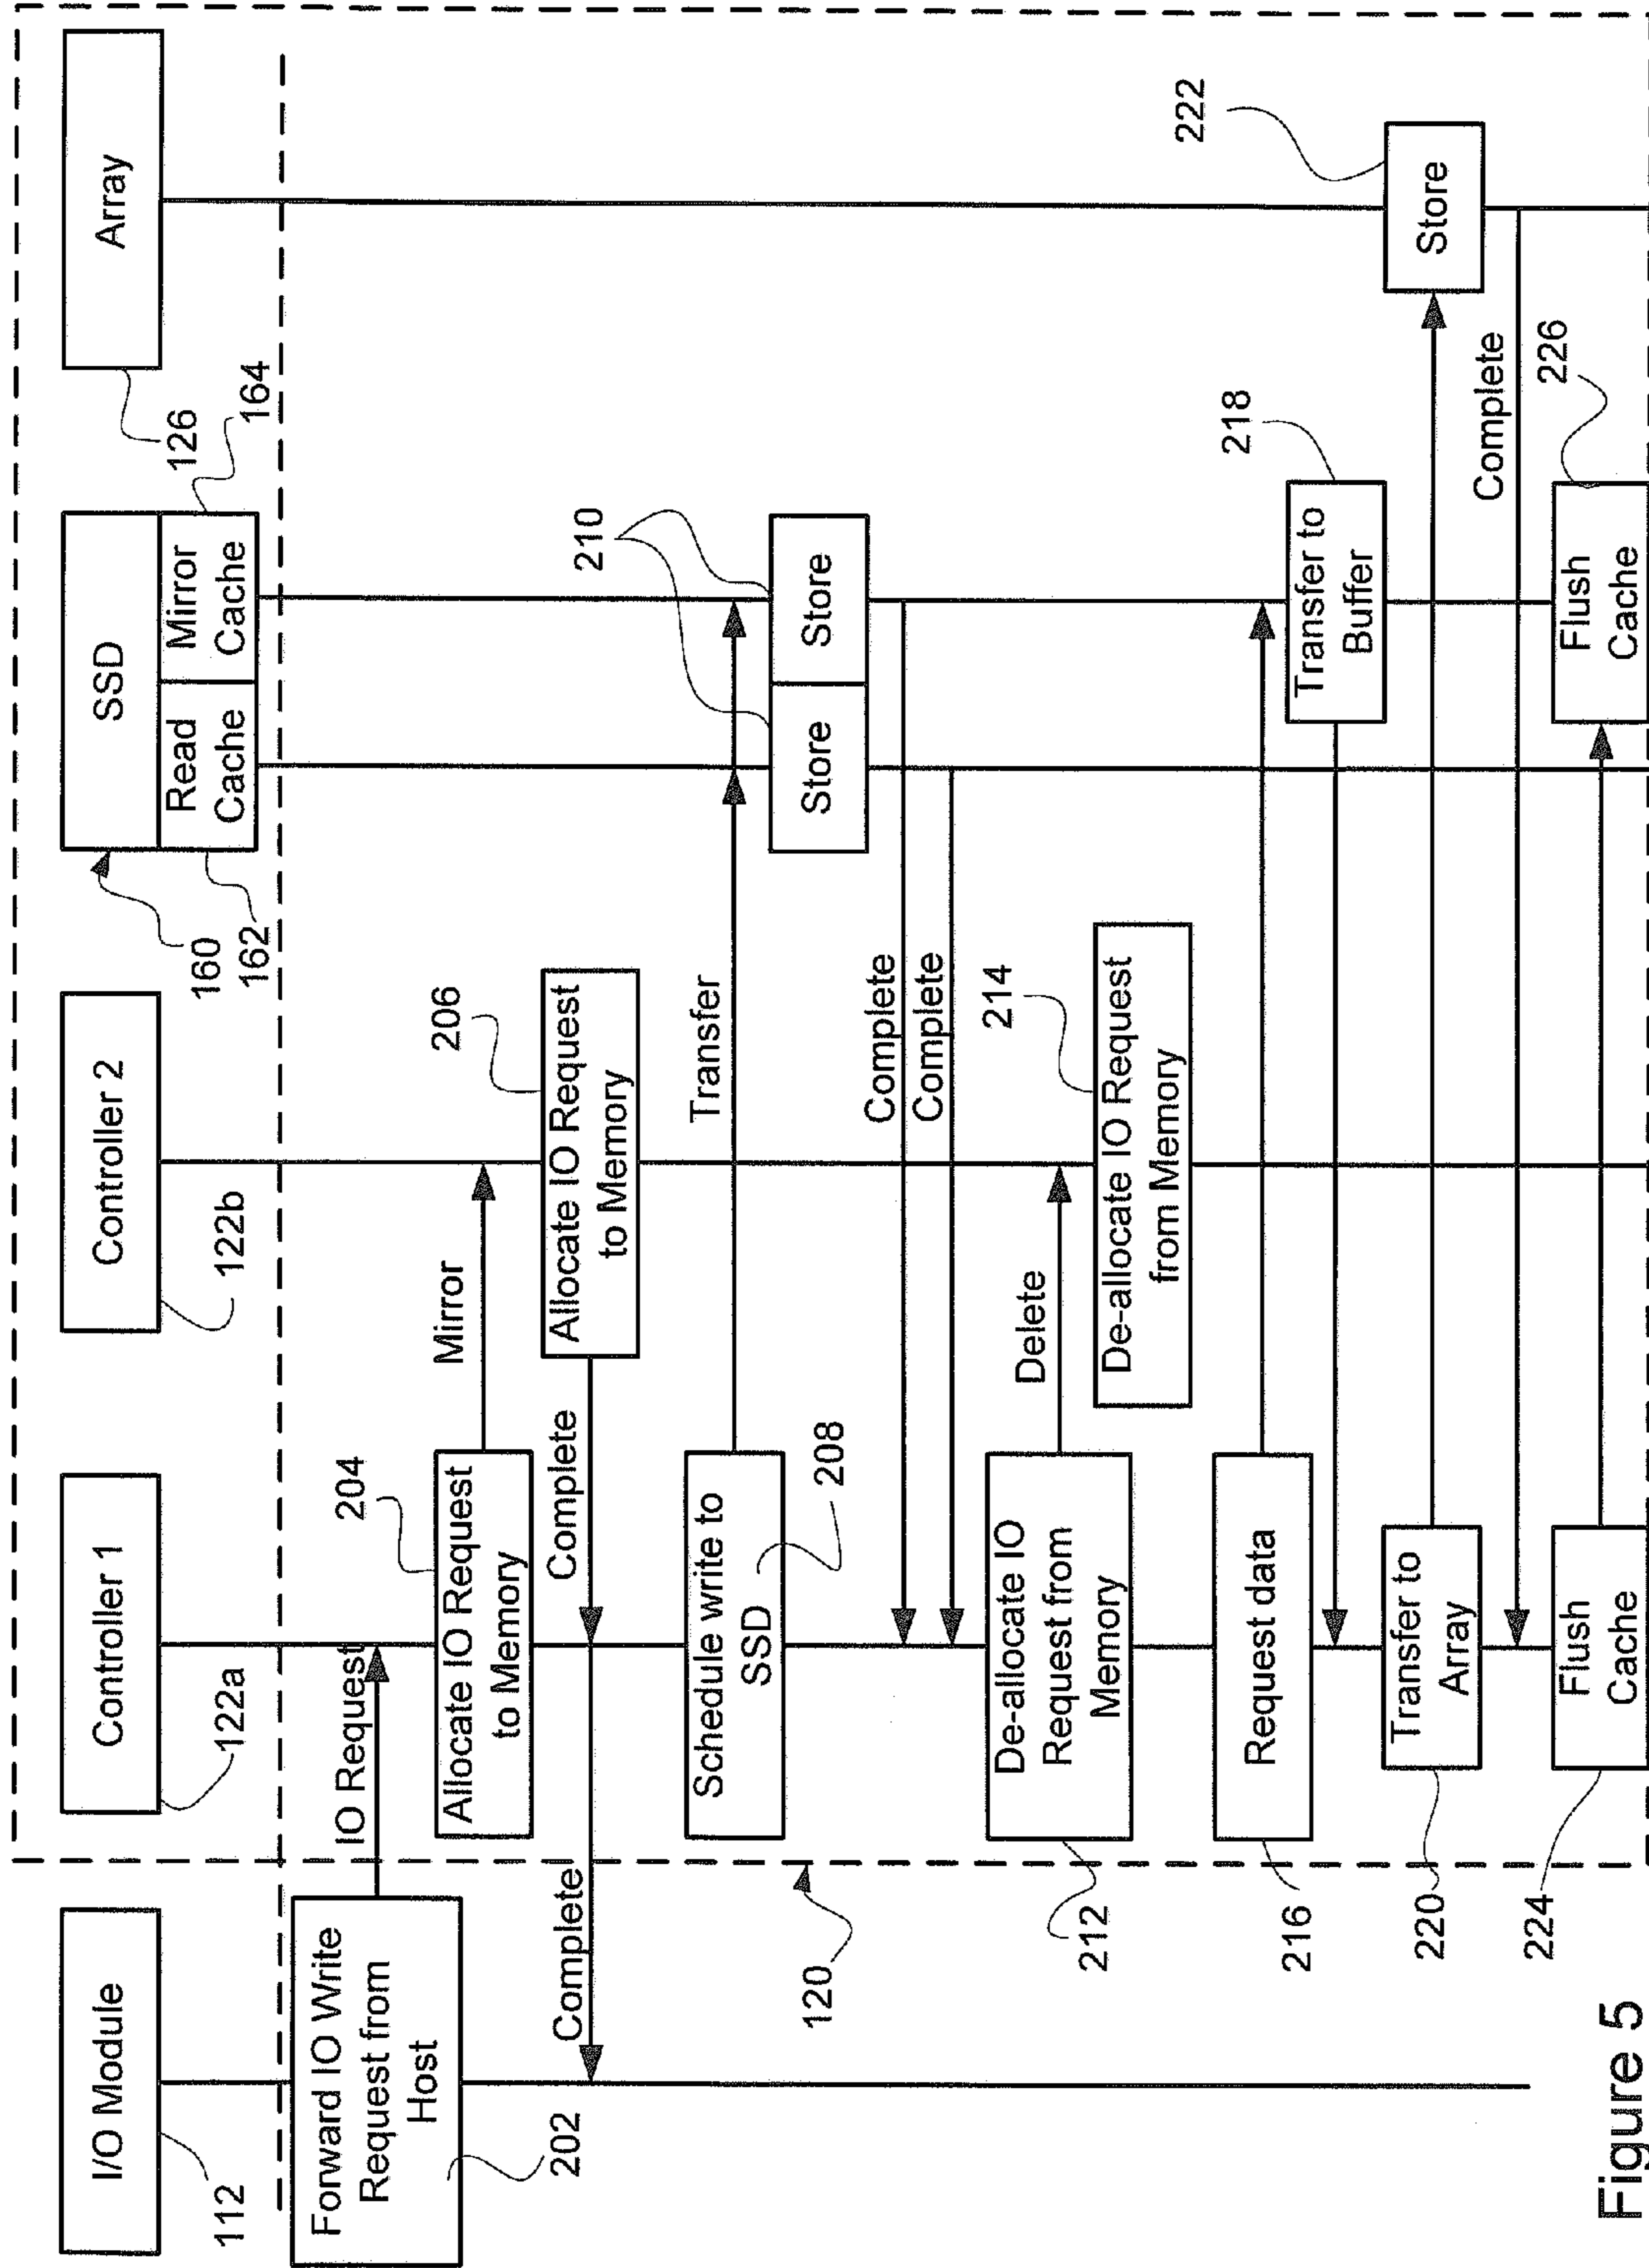 I/O Module
112
Controller 1
122a
Controller 2
122b
SSD
Read
Cache
Mirror
Cache
160
162
164
Array
126
Forward IO Write
Request from
Host
202
IO Request
Allocate IO Request
to Memory
204
Mirror
Allocate IO Request
to Memory
206
Complete
Complete
Schedule write to
SSD
208
Transfer
Store
Store
210
Complete
Complete
120
De-allocate IO
Request from
Memory
212
Delete
De-allocate IO Request
from Memory
214
Request data
216
Transfer to
Buffer
218
Transfer to
Array
220
Store
222
Complete
Flush
Cache
224
Flush
Cache
226
Figure 5